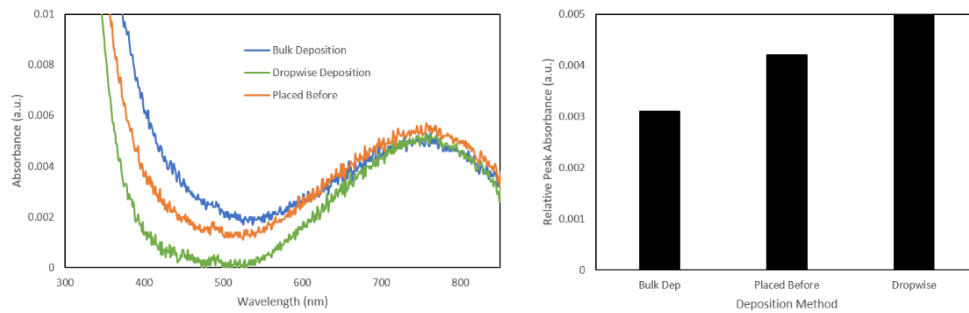 0.01
0.008
0.006
0.004
0.002
0
Absorbance (a.u.)
Bulk Deposition
Dropwise Deposition
Placed Before
300 400 500 600 700 800
Wavelength (nm)
0.005
0.004
0.003
0.002
0.001
0
Relative Peak Absorbance (a.u.)
Bulk Dep Placed Before Dropwise
Deposition Method